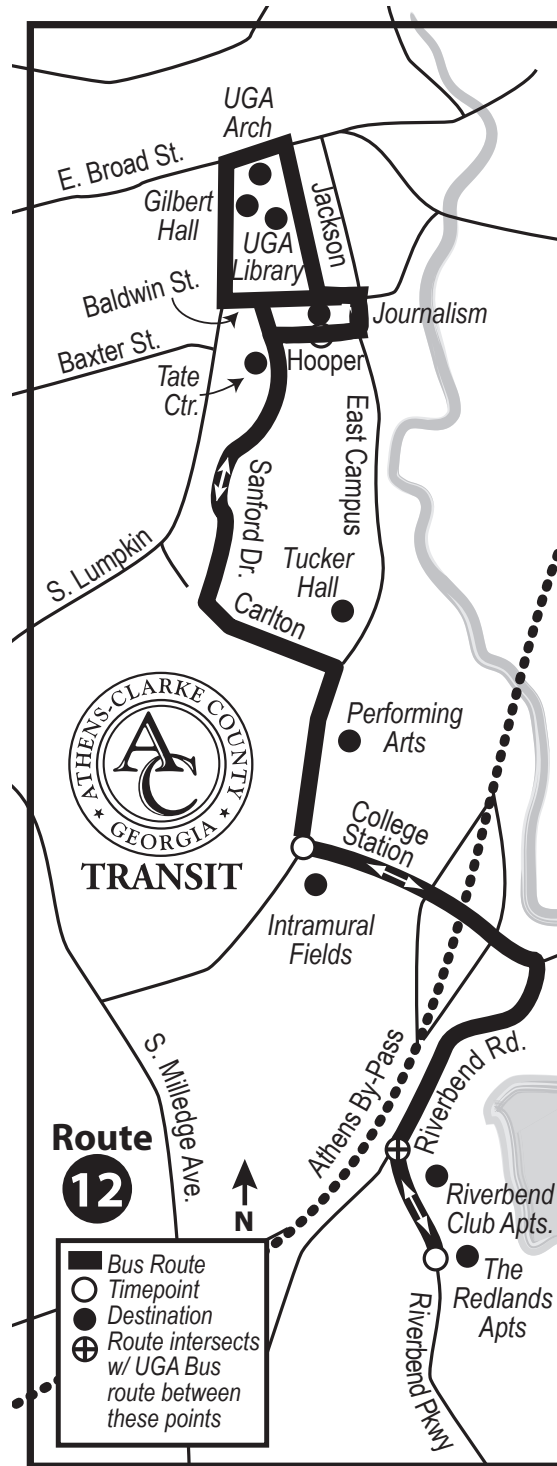 UGA
Arch
E. Broad St.
Gilbert
Hall
Jackson
UGA
Library
Baldwin St.
Journalism
Baxter St.
Hooper
Tate
Ctr.
East Campus
Sanford Dr.
Tucker
Hall
S. Lumpkin
Carlton
ATHENS-CLARKE COUNTY
AC
GEORGIA
TRANSIT
Performing
Arts
College
Station
Intramural
Fields
S. Milledge Ave.
Athens By-Pass
Riverbend Rd.
Route
12
N
Riverbend
Club Apts.
The
Redlands
Apts
Riverbend Pkwy
Bus Route
Timepoint
Destination
Route intersects
w/ UGA Bus
route between
these points